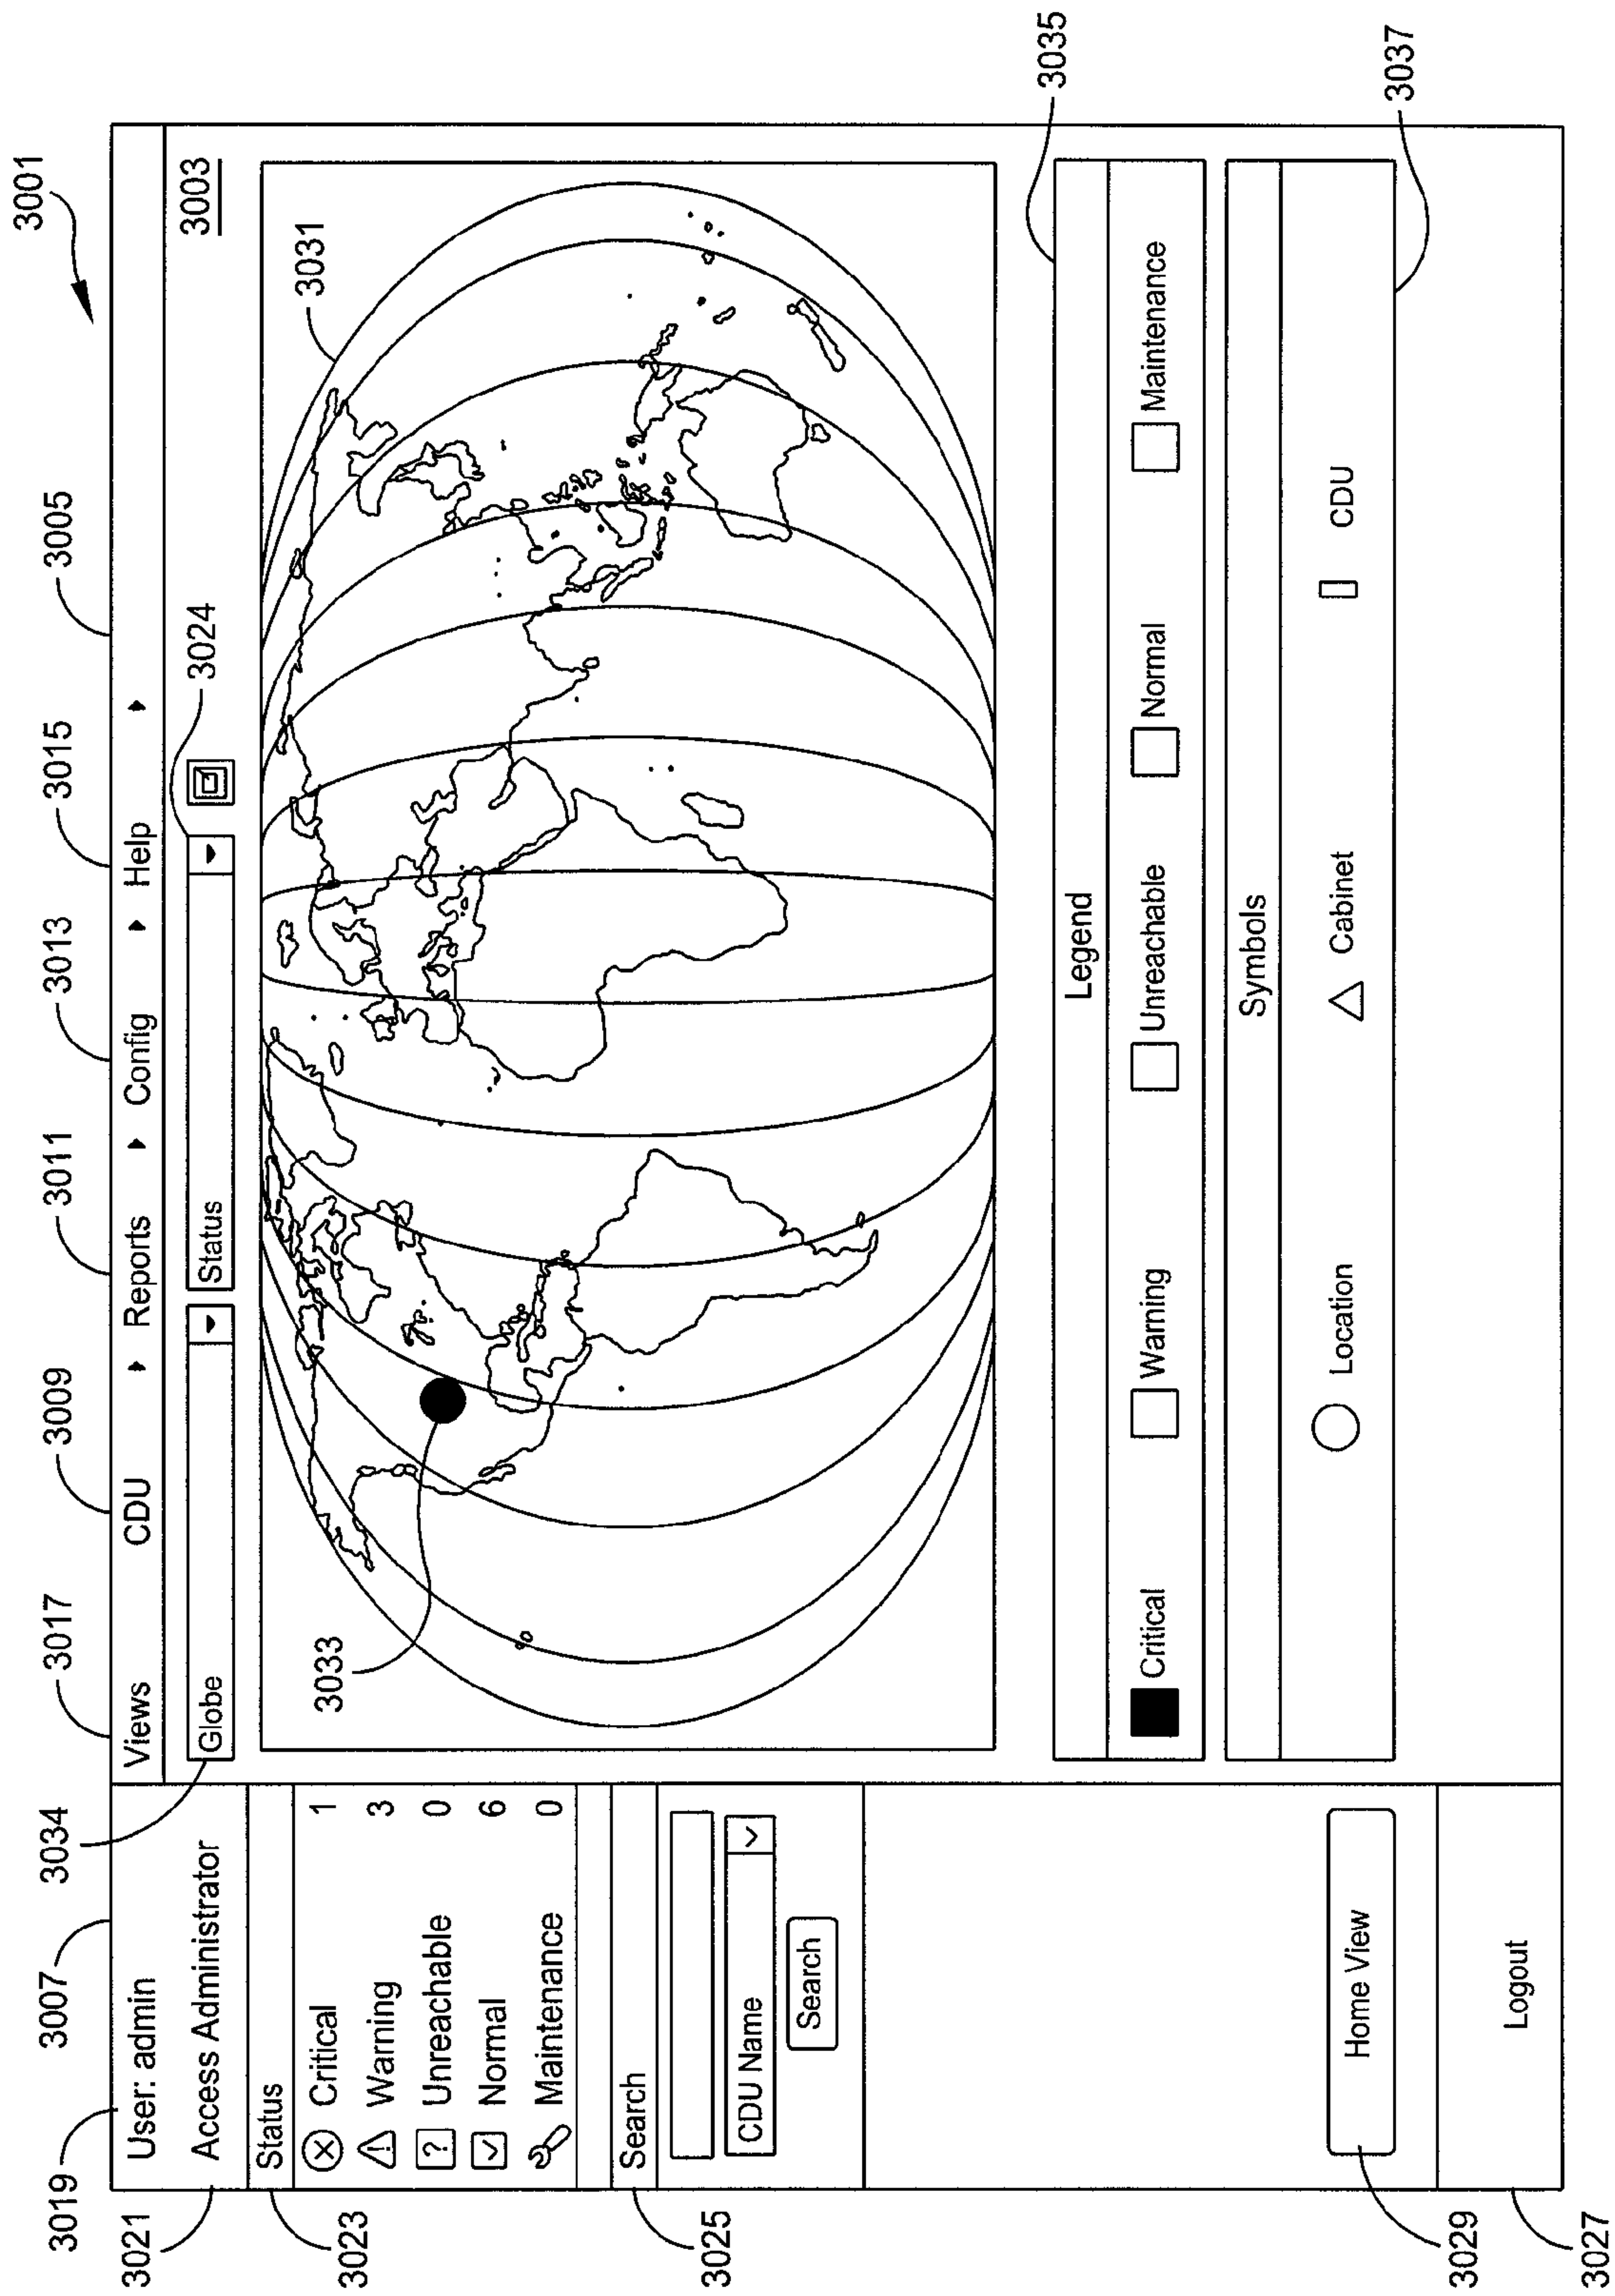 3001
3019
3007
3034
3017
3009
3011
3013
3015
3005
User: admin
Views CDU Reports Config Help
3021
Access Administrator
Globe
Status
3024
3003
3023
Status
Critical 1
Warning 3
Unreachable 0
Normal 6
Maintenance 0
3033
3031
3025
Search
CDU Name
Search
3035
Legend
Critical Warning Unreachable Normal Maintenance
Symbols
Location Cabinet CDU
3037
3029
Home View
3027
Logout